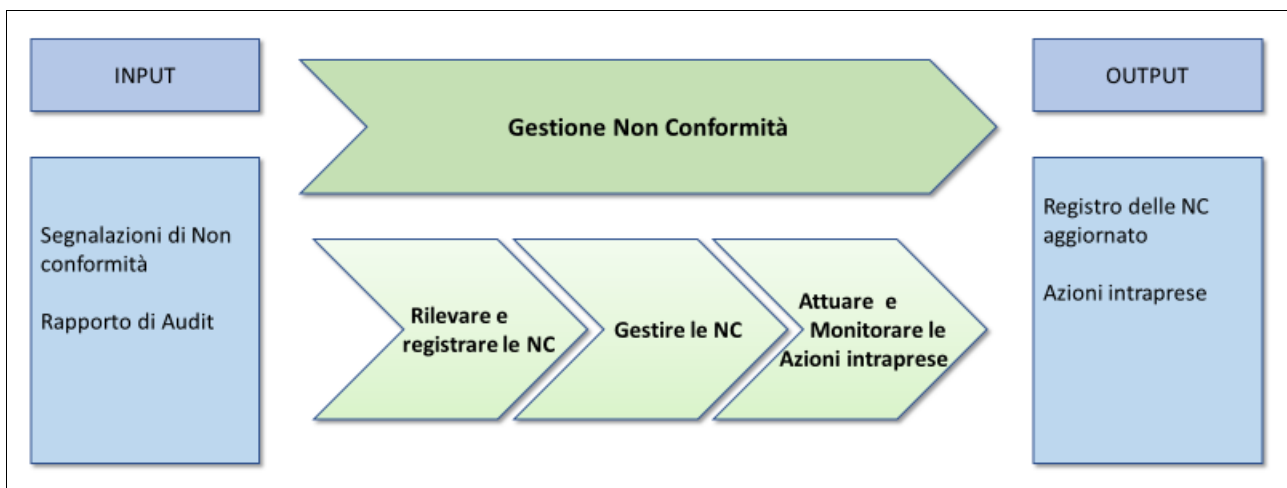 INPUT
Gestione Non Conformità
OUTPUT
Segnalazioni di Non
conformità
Rapporto di Audit
Rilevare e
registrare le NC
Gestire le NC
Attuare e
Monitorare le
Azioni intraprese
Registro delle NC
aggiornato
Azioni intraprese